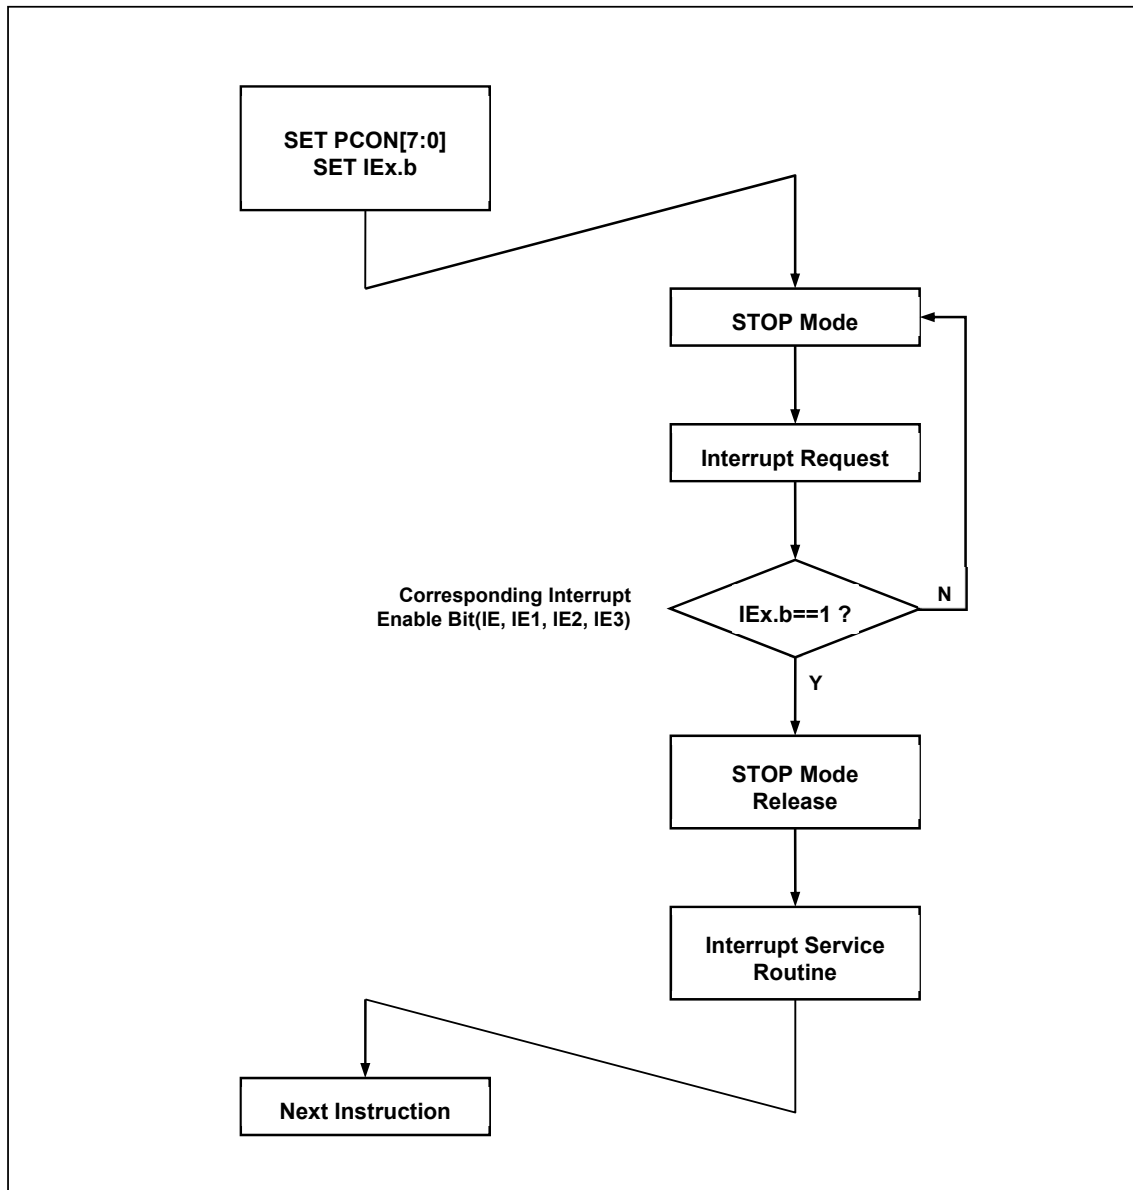 SET PCON[7:0]
SET IEx.b
STOP Mode
Interrupt Request
Corresponding Interrupt
Enable Bit(IE, IE1, IE2, IE3)
IEx.b==1 ?
N
Y
STOP Mode
Release
Interrupt Service
Routine
Next Instruction